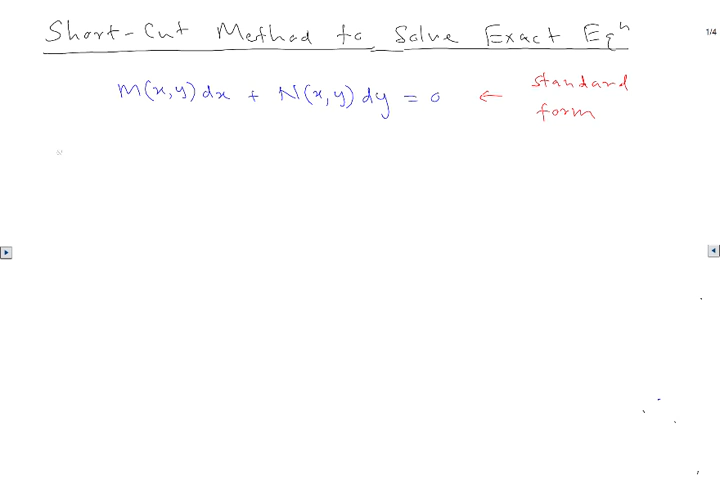 Short-Cut Method to Solve Exact Eqⁿ
1/4
M(x,y) dx + N(x,y) dy = 0 ← standard
form